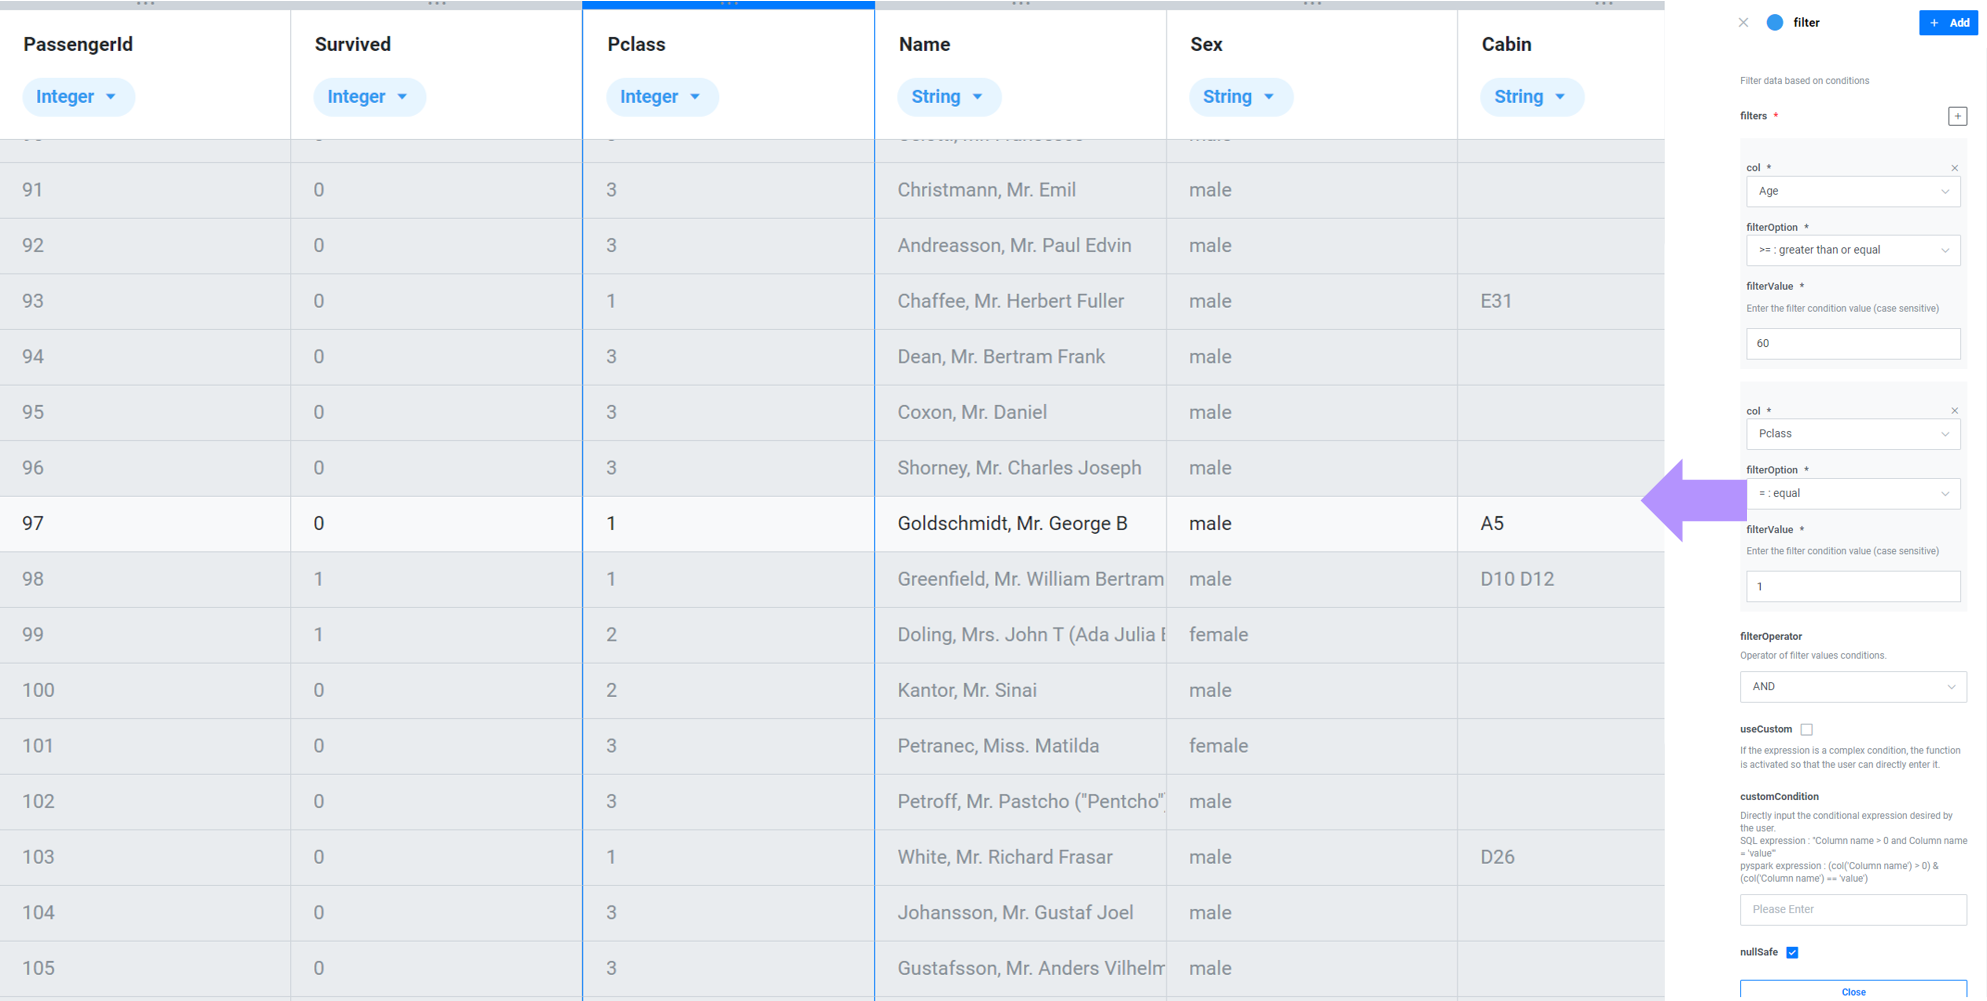 PassengerId Survived Pclass Name Sex Cabin
Integer Integer Integer String String String
91 0 3 Christmann, Mr. Emil male
92 0 3 Andreasson, Mr. Paul Edvin male
93 0 1 Chaffee, Mr. Herbert Fuller male E31
94 0 3 Dean, Mr. Bertram Frank male
95 0 3 Coxon, Mr. Daniel male
96 0 3 Shorney, Mr. Charles Joseph male
97 0 1 Goldschmidt, Mr. George B male A5
98 1 1 Greenfield, Mr. William Bertram male D10 D12
99 1 2 Doling, Mrs. John T (Ada Julia female
100 0 2 Kantor, Mr. Sinai male
101 0 3 Petranec, Miss. Matilda female
102 0 3 Petroff, Mr. Pastcho ("Pentcho") male
103 0 1 White, Mr. Richard Frasar male D26
104 0 3 Johansson, Mr. Gustaf Joel male
105 0 3 Gustafsson, Mr. Anders Vilhelm male
filter
+ Add
Filter data based on conditions
filters *
+
col *
Age
filterOption *
>= : greater than or equal
filterValue *
Enter the filter condition value (case sensitive)
60
col *
Pclass
filterOption *
= : equal
filterValue *
Enter the filter condition value (case sensitive)
1
filterOperator
Operator of filter values conditions.
AND
useCustom
If the expression is a complex condition, the function
is activated so that the user can directly enter it.
customCondition
Directly input the conditional expression desired by
the user.
SQL expression : "Column name > 0 and Column name
= 'value'"
pyspark expression : (col('Column name') > 0) &
(col('Column name') == 'value')
Please Enter
nullSafe
Close